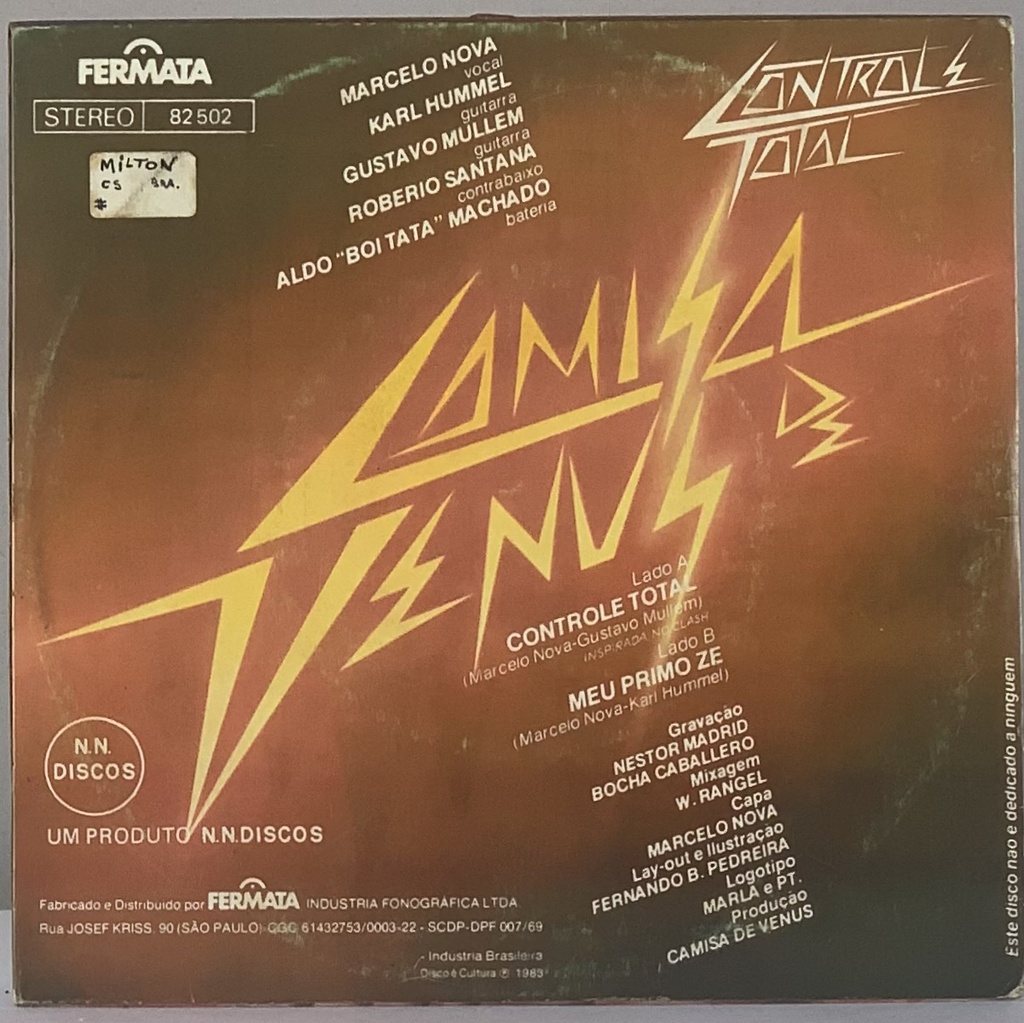 FERMATA
STEREO 82502
MILTON
CS BRA.
#
MARCELO NOVA
vocal
KARL HUMMEL
guitarra
GUSTAVO MULLEM
guitarra
ROBERIO SANTANA
contrabaixo
ALDO "BOI TATA" MACHADO
bateria
CONTROLE
TOTAL
CAMISA
DE
VENUS
Lado A
CONTROLE TOTAL
(Marcelo Nova-Gustavo Mullem)
INSPIRADA NO CLASH
Lado B
MEU PRIMO ZE
(Marcelo Nova-Karl Hummel)
Gravação
NESTOR MADRID
BOCHA CABALLERO
Mixagem
W. RANGEL
Capa
MARCELO NOVA
Lay-out e Ilustração
FERNANDO B. PEDREIRA
Logotipo
MARLA e PT.
Produção
CAMISA DE VENUS
N.N.
DISCOS
UM PRODUTO N.N.DISCOS
Fabricado e Distribuido por FERMATA INDUSTRIA FONOGRÁFICA LTDA.
Rua JOSEF KRISS, 90 (SÃO PAULO) CGC 61432753/0003-22 - SCDP-DPF 007/69
Industria Brasileira
Disco é Cultura ℗ 1983
Este disco nao e dedicado a ninguem